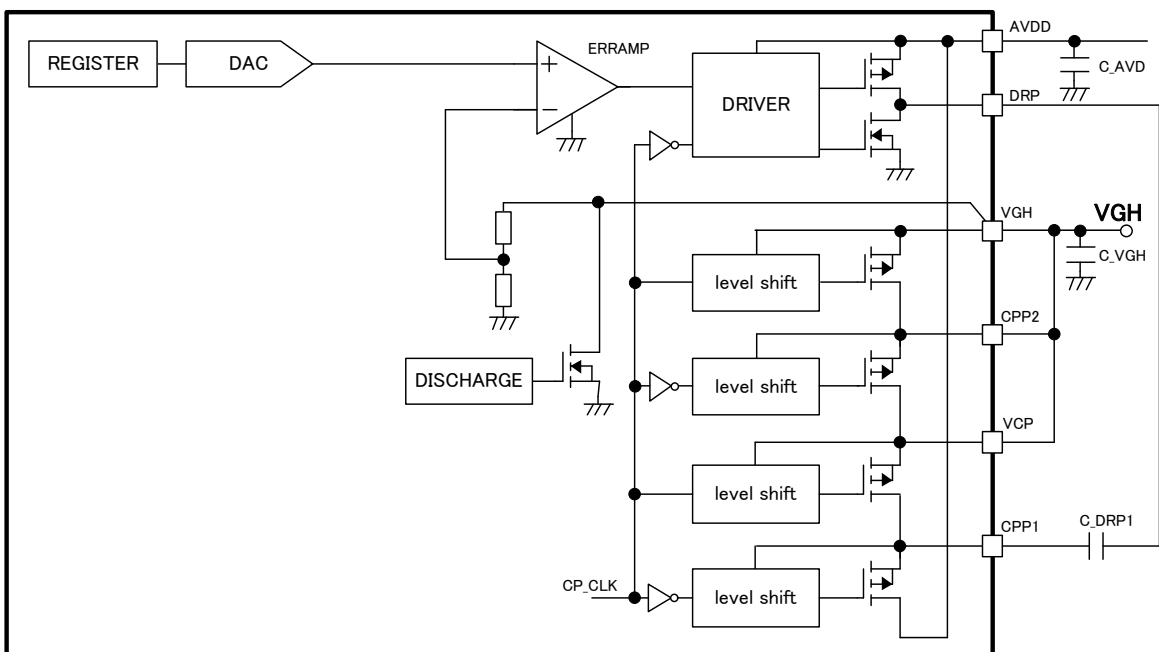 AVDD
ERRAMP
REGISTER
DAC
+
−
DRIVER
C_AVD
DRP
VGH
VGH
C_VGH
level shift
CPP2
level shift
DISCHARGE
VCP
level shift
CPP1
C_DRP1
CP_CLK
level shift